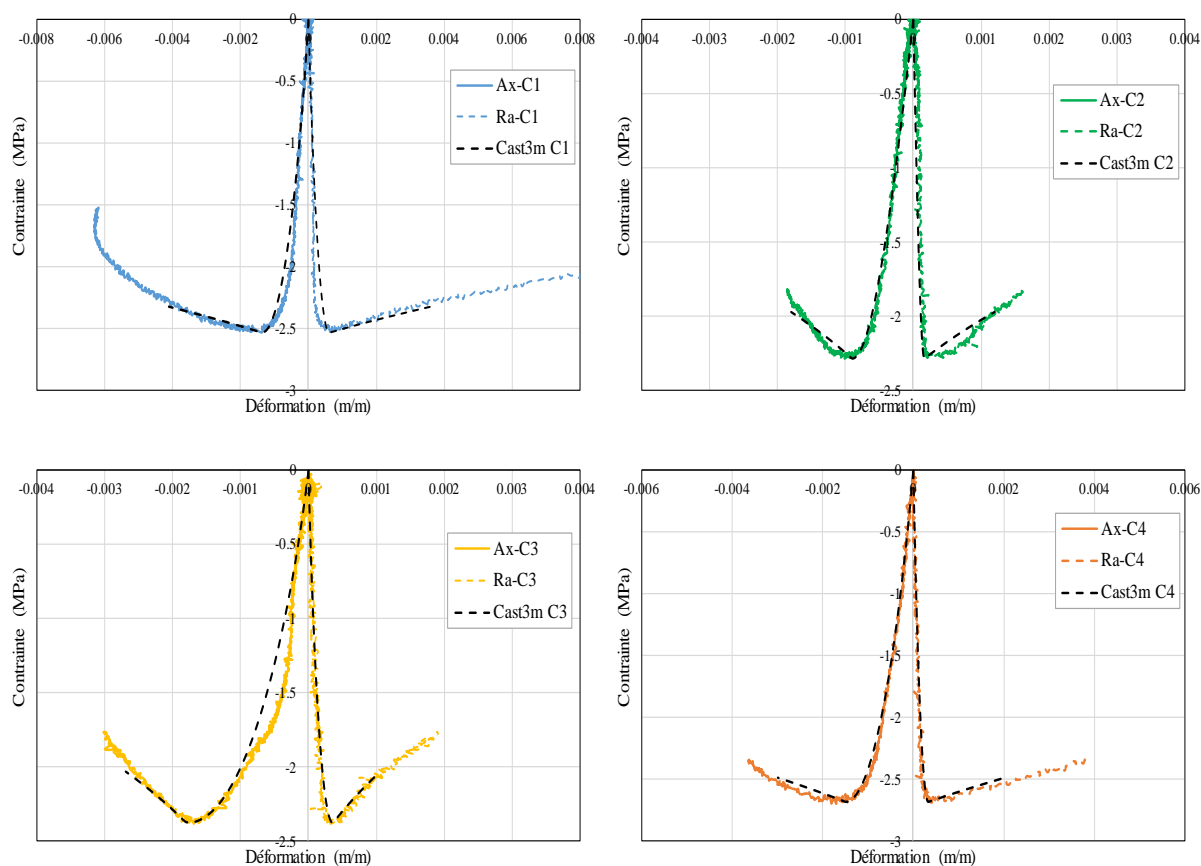 -0.008 -0.006 -0.004 -0.002 0 0.002 0.004 0.006 0.008
0
-0.5
-1
-1.5
-2
-2.5
-3
Contrainte (MPa)
Déformation (m/m)
Ax-C1
Ra-C1
Cast3m C1
-0.004 -0.003 -0.002 -0.001 0 0.001 0.002 0.003 0.004
0
-0.5
-1
-1.5
-2
-2.5
Contrainte (MPa)
Déformation (m/m)
Ax-C2
Ra-C2
Cast3m C2
-0.004 -0.003 -0.002 -0.001 0 0.001 0.002 0.003 0.004
0
-0.5
-1
-1.5
-2
-2.5
Contrainte (MPa)
Déformation (m/m)
Ax-C3
Ra-C3
Cast3m C3
-0.006 -0.004 -0.002 0 0.002 0.004 0.006
0
-0.5
-1
-1.5
-2
-2.5
-3
Contrainte (MPa)
Déformation (m/m)
Ax-C4
Ra-C4
Cast3m C4